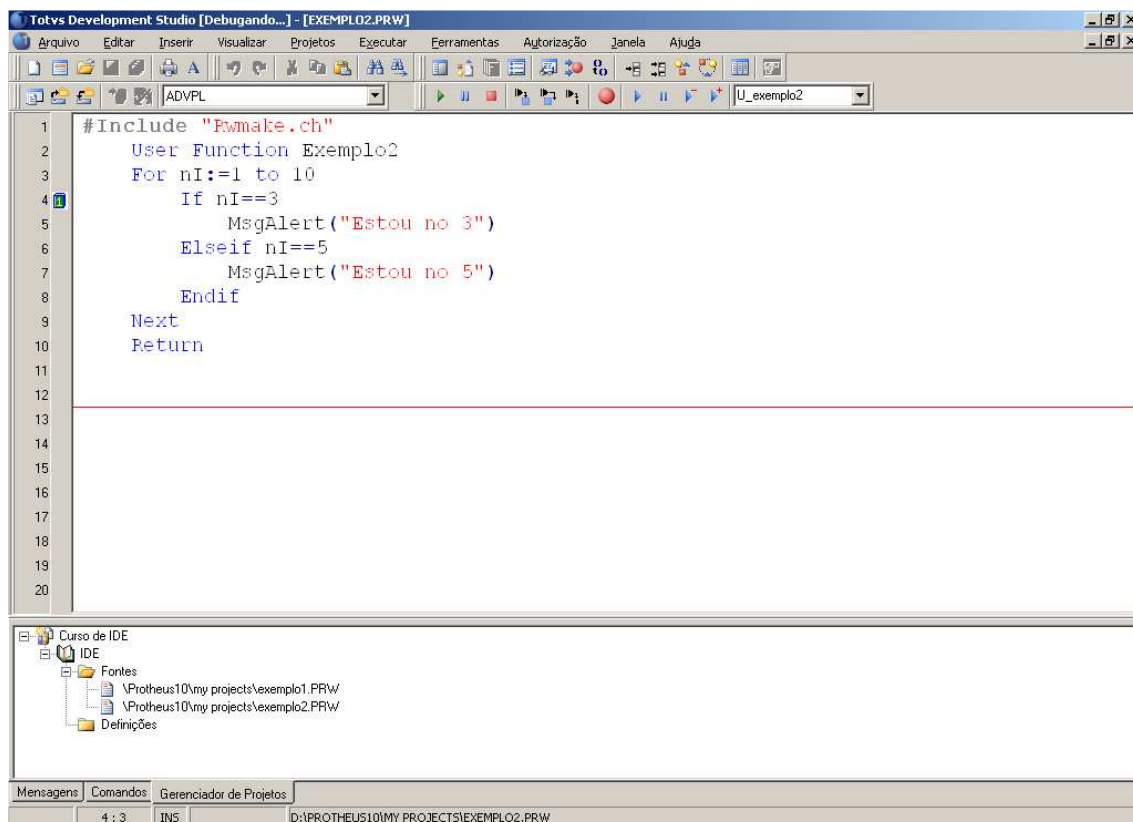 Totvs Development Studio [Debugando...] - [EXEMPLO2.PRW]
Arquivo Editar Inserir Visualizar Projetos Executar Ferramentas Autorização Janela Ajuda
ADVPL U_exemplo2
1 #Include "Rwmake.ch"
2 User Function Exemplo2
3 For nI:=1 to 10
4 1 If nI==3
5 MsgAlert("Estou no 3")
6 Elseif nI==5
7 MsgAlert("Estou no 5")
8 Endif
9 Next
10 Return
11
12
13
14
15
16
17
18
19
20
Curso de IDE
IDE
Fontes
\Protheus10\my projects\exemplo1.PRW
\Protheus10\my projects\exemplo2.PRW
Definições
Mensagens Comandos Gerenciador de Projetos
4 : 3 INS D:\PROTHEUS10\MY PROJECTS\EXEMPLO2.PRW